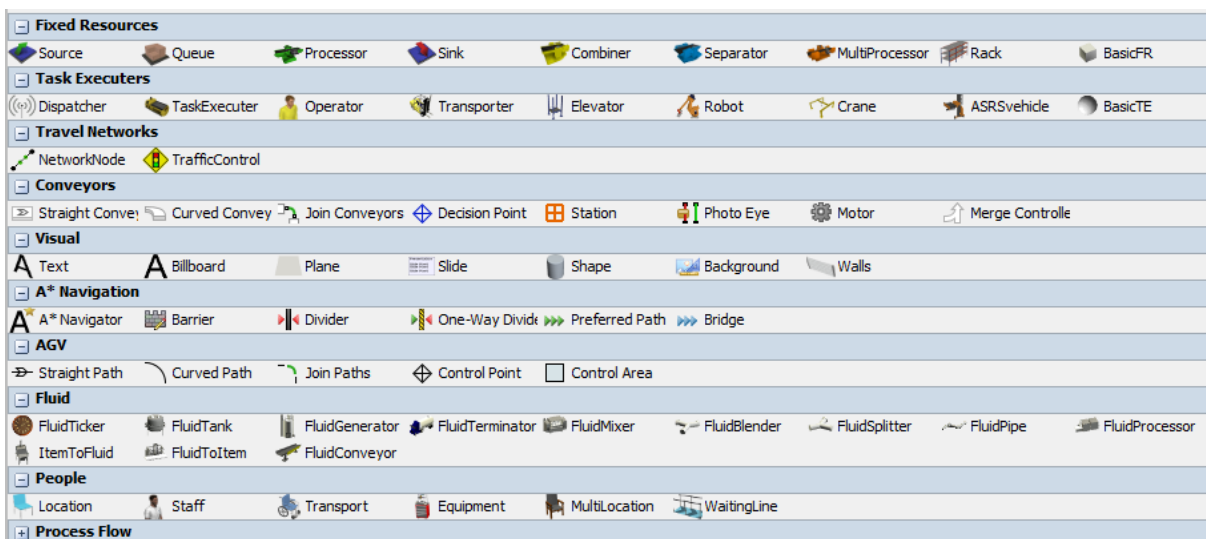 Fixed Resources
Source Queue Processor Sink Combiner Separator MultiProcessor Rack BasicFR
Task Executers
Dispatcher TaskExecuter Operator Transporter Elevator Robot Crane ASRSvehicle BasicTE
Travel Networks
NetworkNode TrafficControl
Conveyors
Straight Convey Curved Convey Join Conveyors Decision Point Station Photo Eye Motor Merge Controlle
Visual
Text Billboard Plane Slide Shape Background Walls
A* Navigation
A* Navigator Barrier Divider One-Way Divide Preferred Path Bridge
AGV
Straight Path Curved Path Join Paths Control Point Control Area
Fluid
FluidTicker FluidTank FluidGenerator FluidTerminator FluidMixer FluidBlender FluidSplitter FluidPipe FluidProcessor
ItemToFluid FluidToItem FluidConveyor
People
Location Staff Transport Equipment MultiLocation WaitingLine
Process Flow